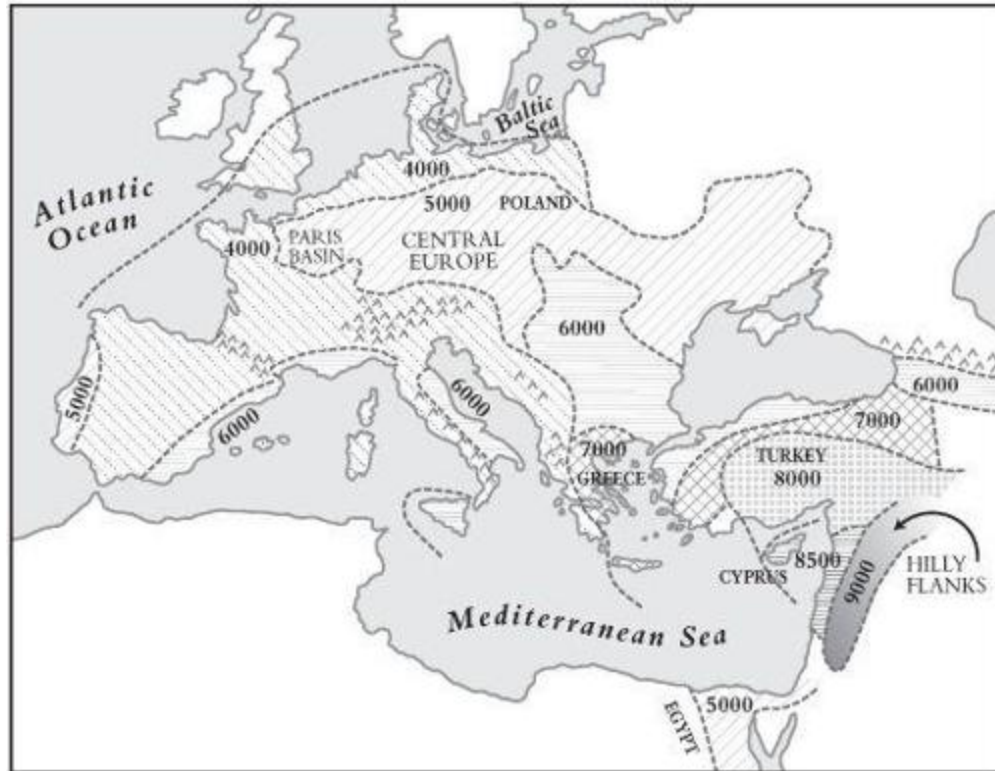 Baltic
Sea
4000
Atlantic
Ocean
5000
POLAND
4000
PARIS
BASIN
CENTRAL
EUROPE
6000
5000
6000
6000
6000
7000
7000
GREECE
TURKEY
8000
CYPRUS
8500
9000
HILLY
FLANKS
Mediterranean Sea
EGYPT
5000